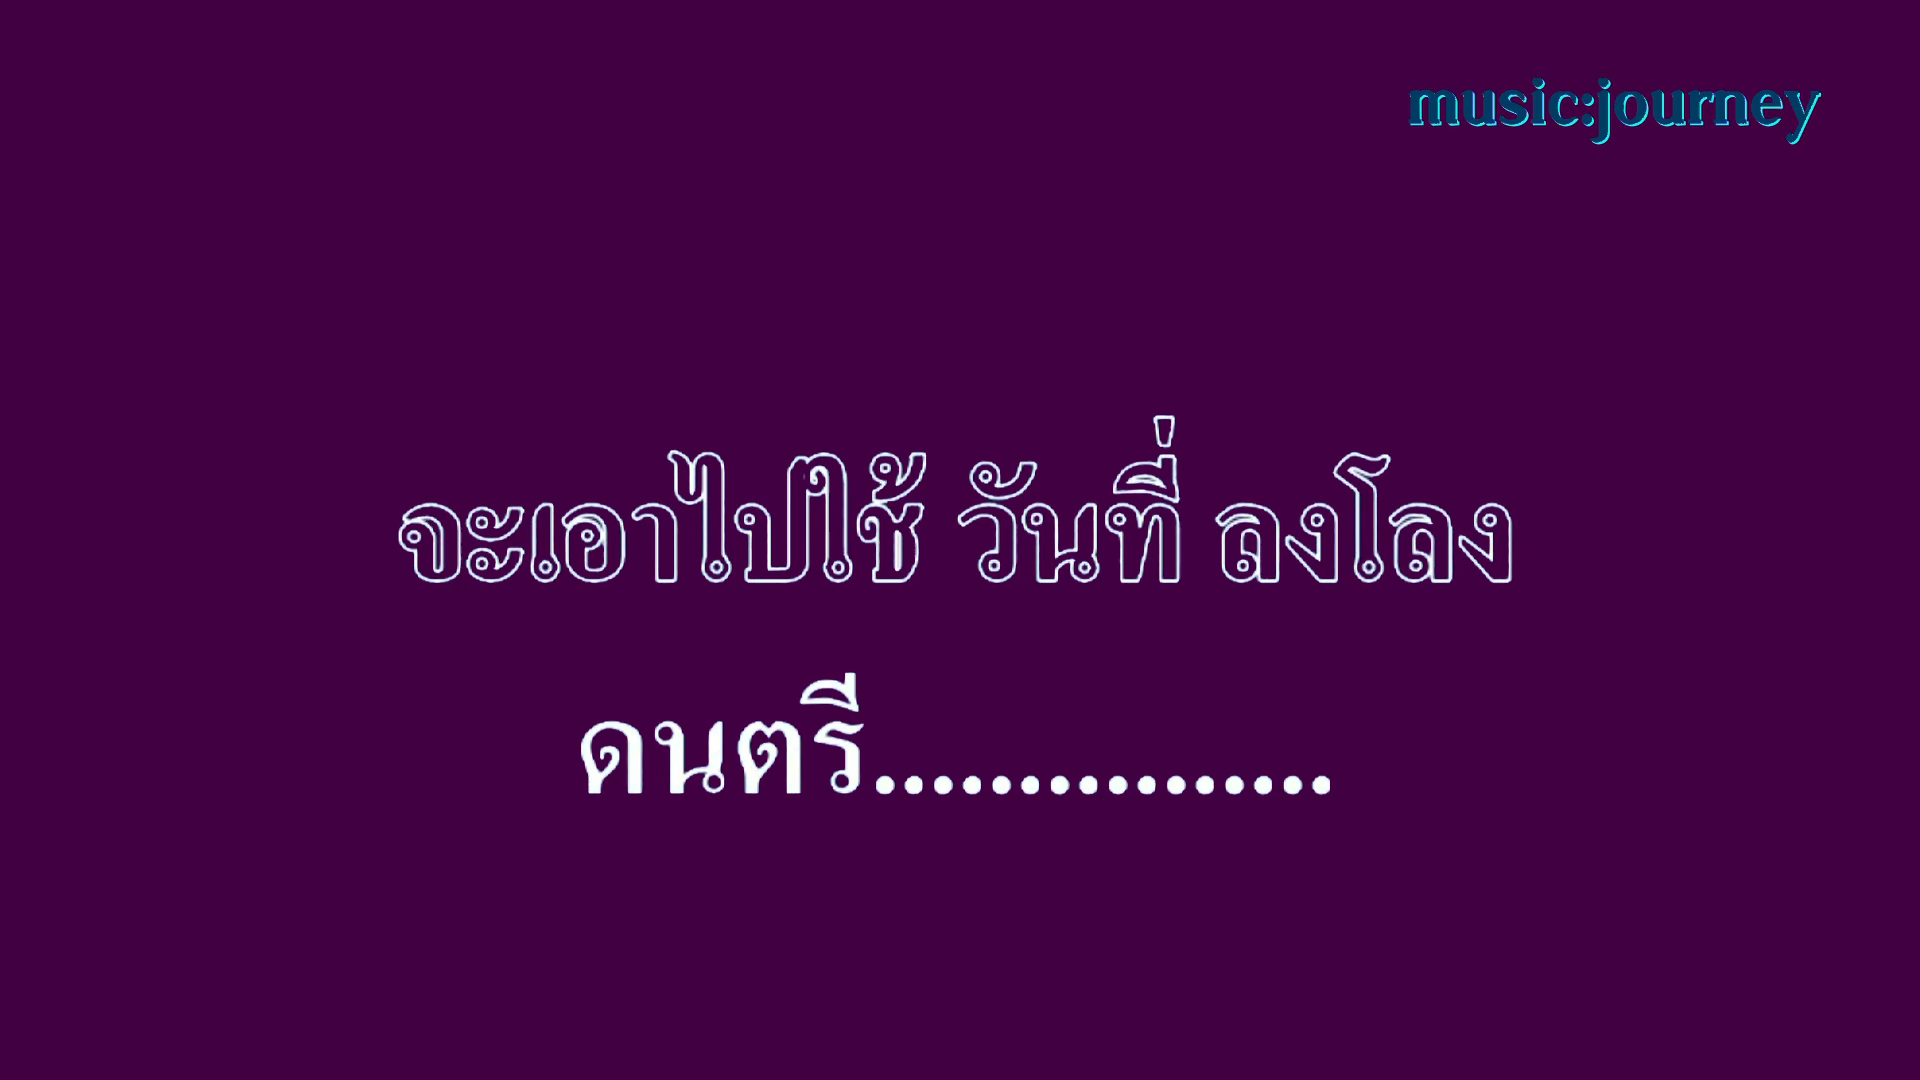 music:journey
จะเอาไปใช้ วันที่ ลงโลง
ดนตรี................